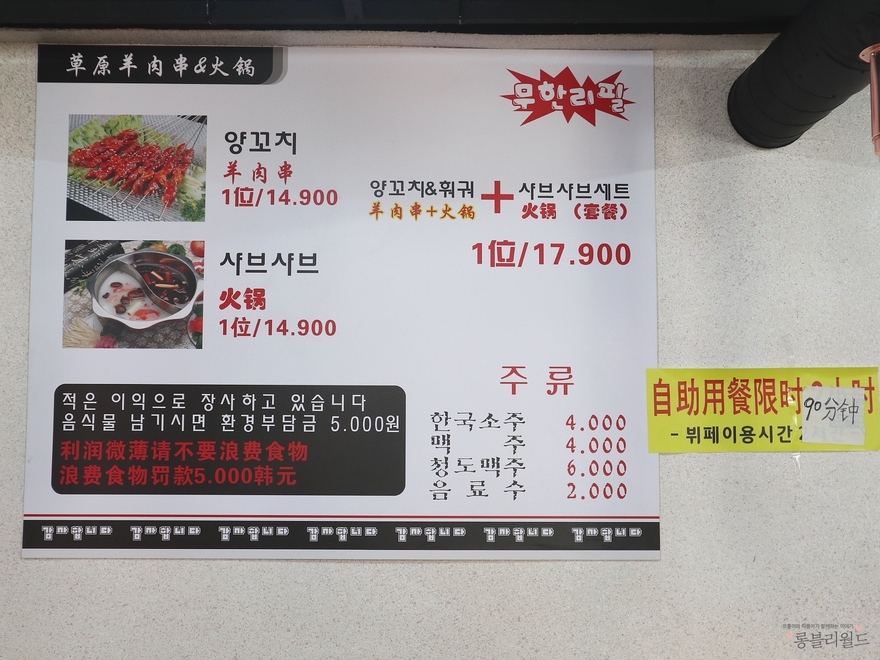 草原羊肉串&火锅
무한리필
양꼬치
羊肉串
1位/14.900
양꼬치&훠궈 + 샤브샤브세트
羊肉串+火锅 火锅（套餐）
1位/17.900
샤브샤브
火锅
1位/14.900
적은 이익으로 장사하고 있습니다
음식물 남기시면 환경부담금 5.000원
利润微薄请不要浪费食物
浪费食物罚款5.000韩元
주류
한국소주 4.000
맥주 4.000
청도맥주 6.000
음료수 2.000
감사합니다 감사합니다 감사합니다 감사합니다 감사합니다 감사합니다 감사합니다
自助用餐限时 90分钟
- 뷔페이용시간
롱블리월드